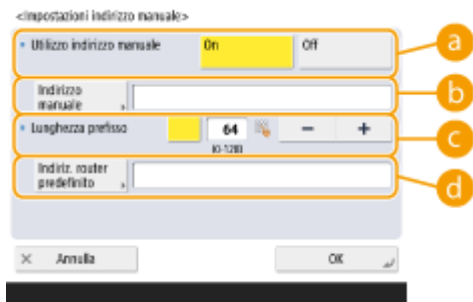 <Impostazioni indirizzo manuale>
• Utilizzo indirizzo manuale On Off
a
Indirizzo
manuale
b
• Lunghezza prefisso 64 − +
(0-128)
c
Indiriz. router
predefinito
d
× Annulla OK